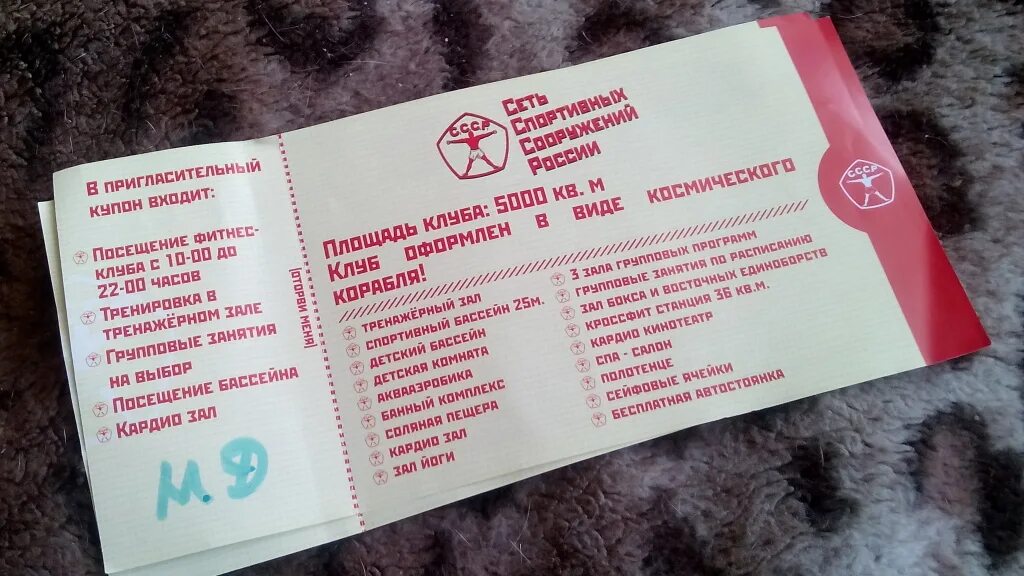 В ПРИГЛАСИТЕЛЬНЫЙ
КУПОН ВХОДИТ:
ПОСЕЩЕНИЕ ФИТНЕС-
КЛУБА С 10-00 ДО
22-00 ЧАСОВ
ТРЕНИРОВКА В
ТРЕНАЖЁРНОМ ЗАЛЕ
ГРУППОВЫЕ ЗАНЯТИЯ
НА ВЫБОР
ПОСЕЩЕНИЕ БАССЕЙНА
КАРДИО ЗАЛ
М.Д
ОТОРВИ МЕНЯ!
СССР
СЕТЬ
СПОРТИВНЫХ
СООРУЖЕНИЙ
РОССИИ
ПЛОЩАДЬ КЛУБА: 5000 КВ. М
КЛУБ ОФОРМЛЕН В ВИДЕ КОСМИЧЕСКОГО
КОРАБЛЯ!
ТРЕНАЖЁРНЫЙ ЗАЛ
СПОРТИВНЫЙ БАССЕЙН 25М.
ДЕТСКИЙ БАССЕЙН
ДЕТСКАЯ КОМНАТА
АКВААЭРОБИКА
БАННЫЙ КОМПЛЕКС
СОЛЯНАЯ ПЕЩЕРА
КАРДИО ЗАЛ
ЗАЛ ЙОГИ
3 ЗАЛА ГРУППОВЫХ ПРОГРАММ
ГРУППОВЫЕ ЗАНЯТИЯ ПО РАСПИСАНИЮ
ЗАЛ БОКСА И ВОСТОЧНЫХ ЕДИНОБОРСТВ
КРОССФИТ СТАНЦИЯ 36 КВ.М.
КАРДИО КИНОТЕАТР
СПА - САЛОН
ПОЛОТЕНЦЕ
СЕЙФОВЫЕ ЯЧЕЙКИ
БЕСПЛАТНАЯ АВТОСТОЯНКА
СССР